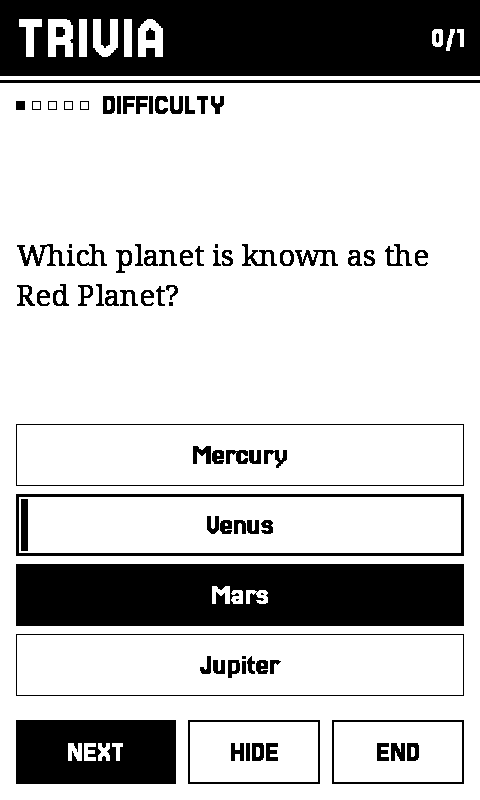 TRIVIA
0/1
DIFFICULTY
Which planet is known as the
Red Planet?
Mercury
Venus
Mars
Jupiter
NEXT
HIDE
END